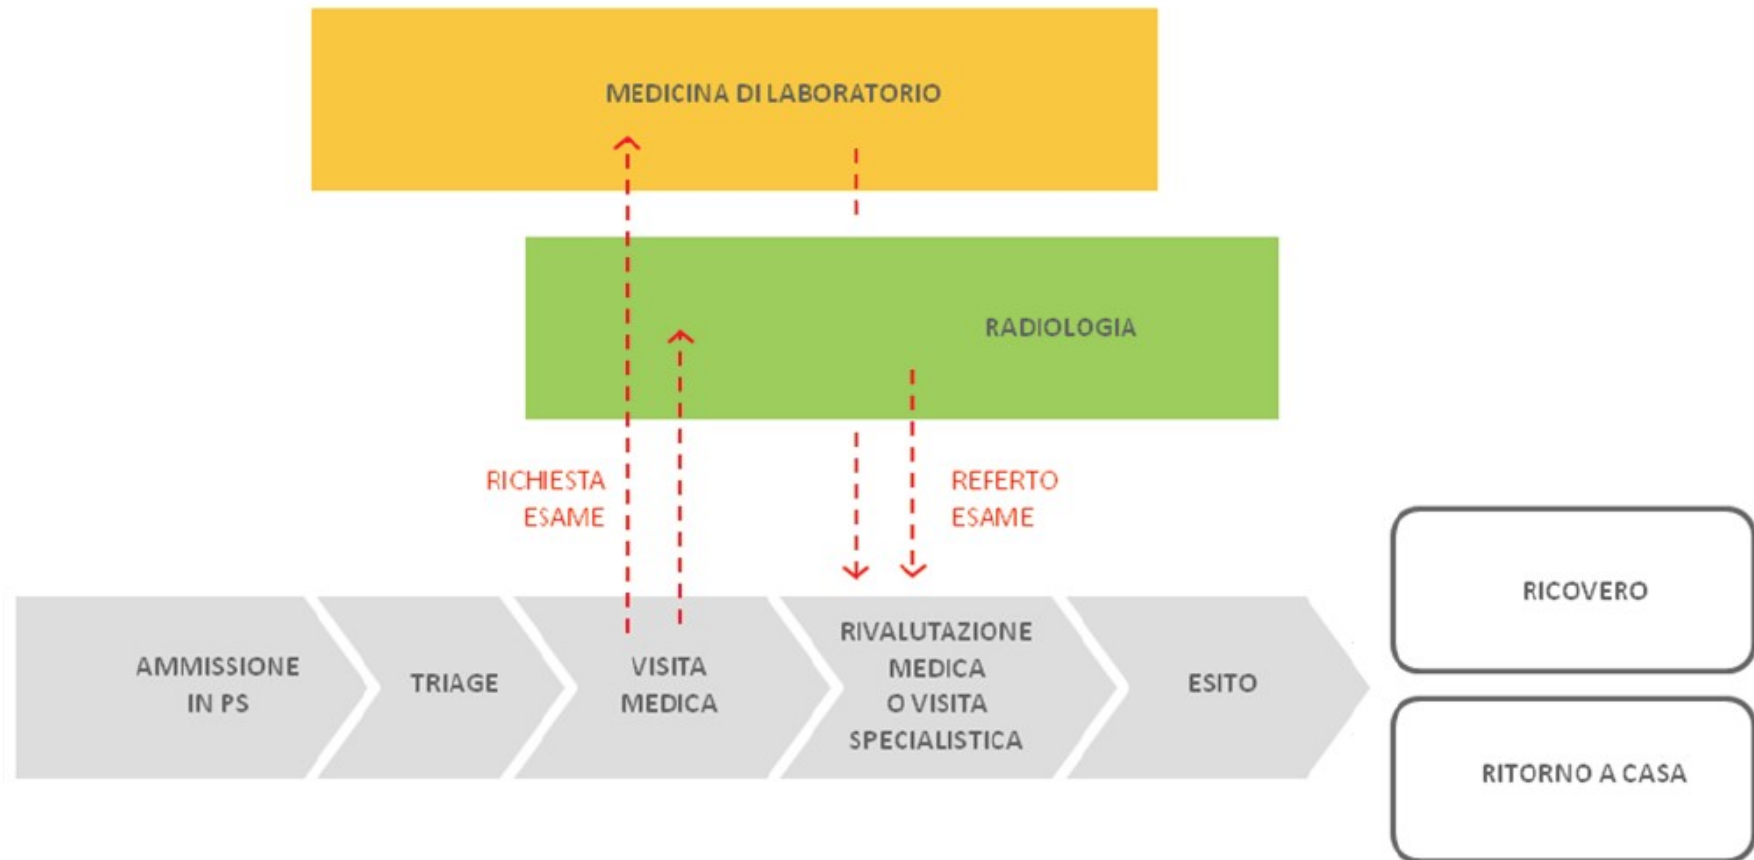 MEDICINA DI LABORATORIO
RADIOLOGIA
RICHIESTA
ESAME
REFERTO
ESAME
AMMISSIONE
IN PS
TRIAGE
VISITA
MEDICA
RIVALUTAZIONE
MEDICA
O VISITA
SPECIALISTICA
ESITO
RICOVERO
RITORNO A CASA